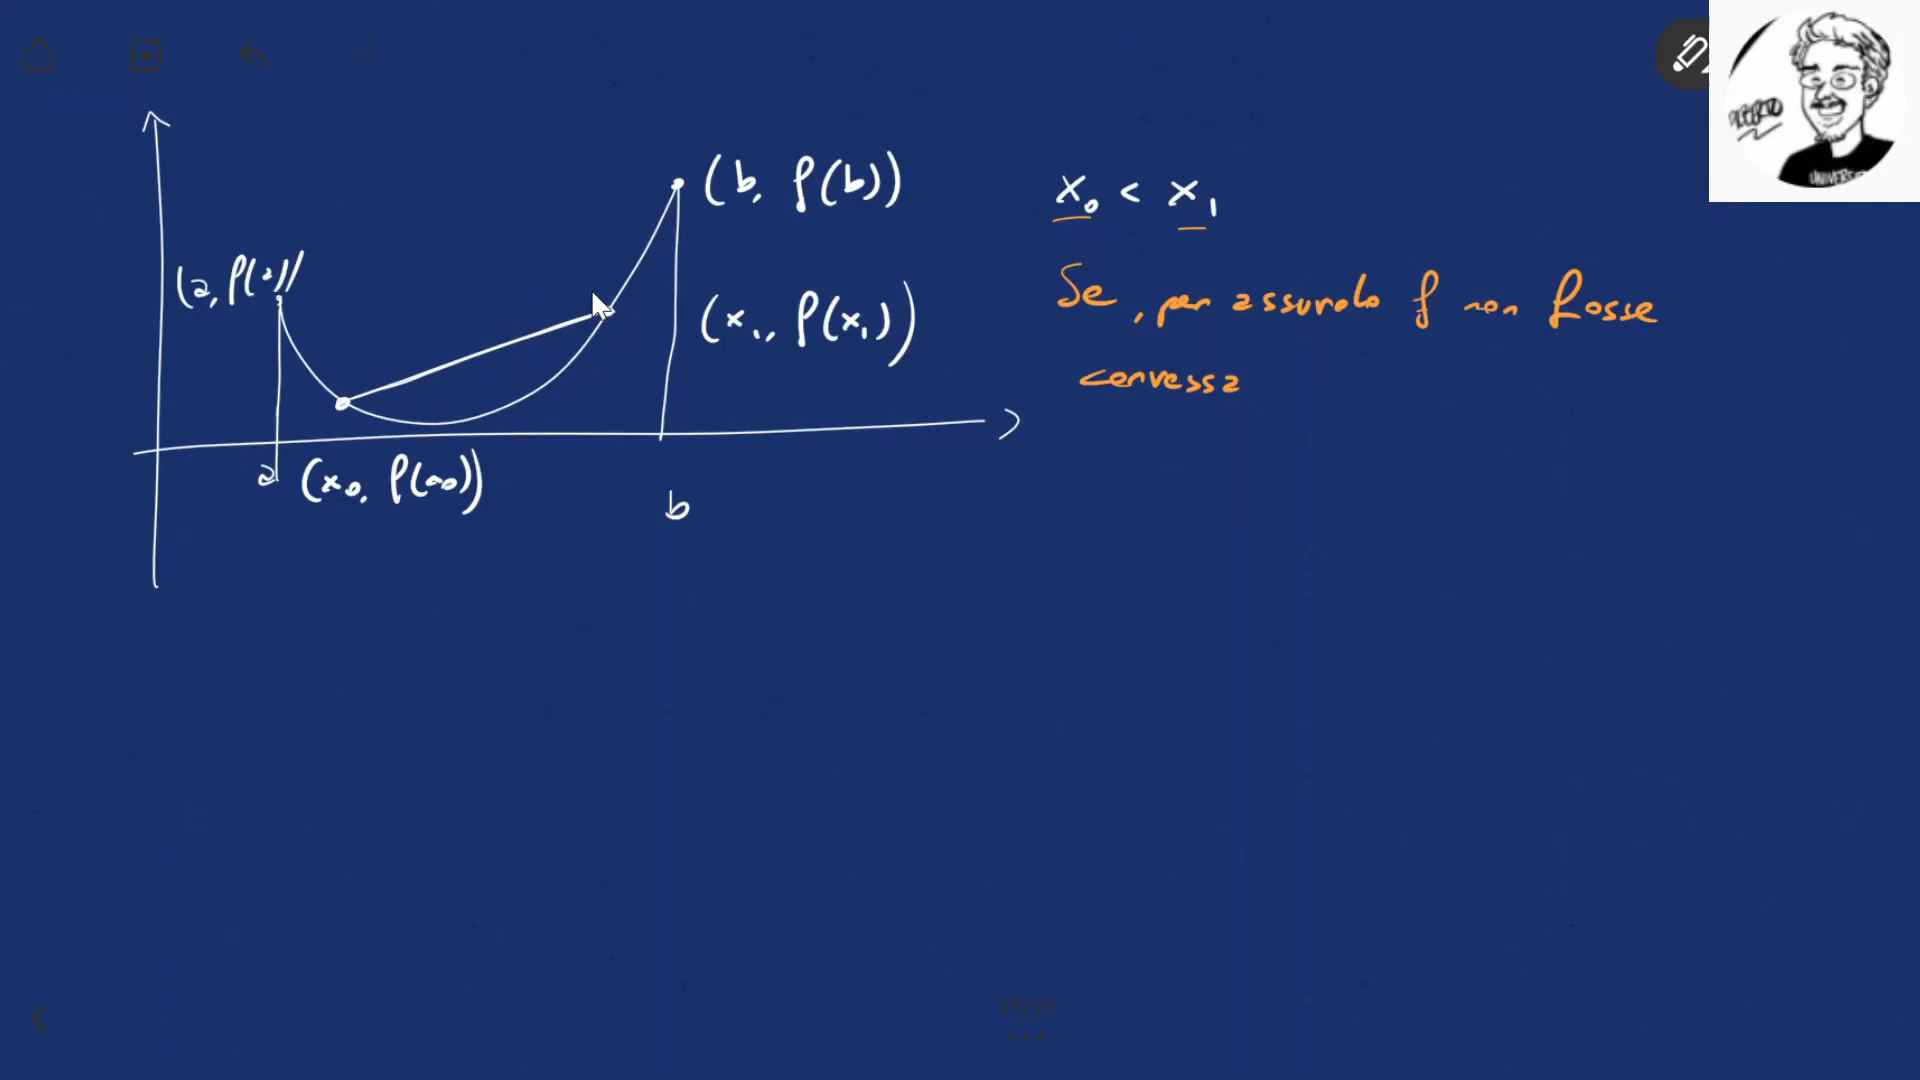 (b, f(b))
x₀ < x₁
(a, f(a))
Se, per assurdo f non fosse
(x₁, f(x₁))
convessa
a
(x₀, f(x₀))
b